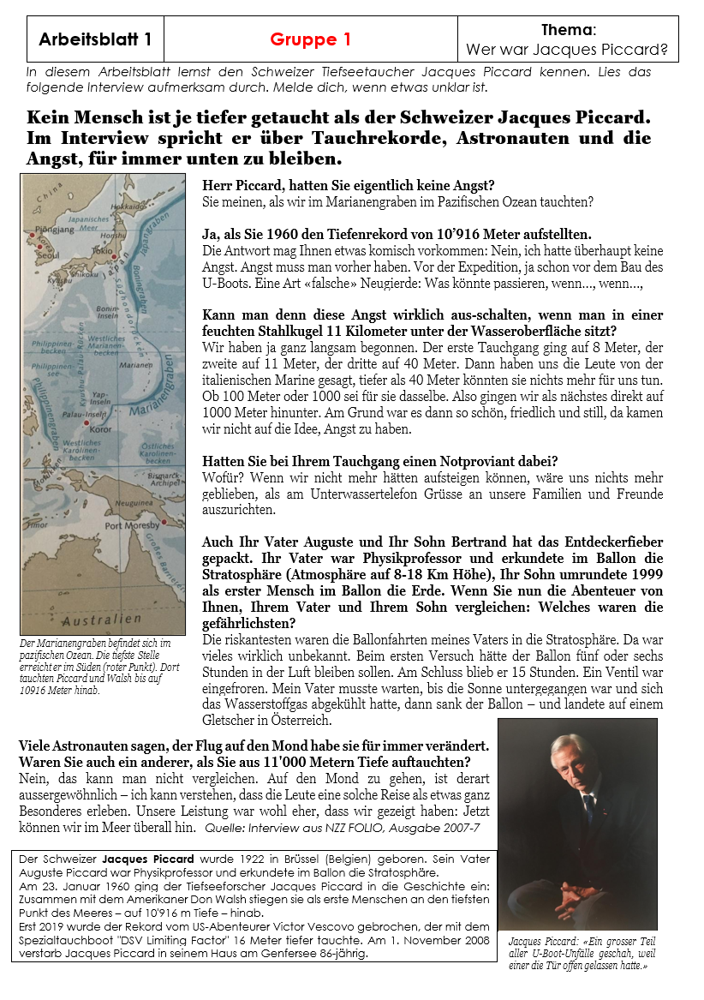 Arbeitsblatt 1
Gruppe 1
Thema:
Wer war Jacques Piccard?
In diesem Arbeitsblatt lernst den Schweizer Tiefseetaucher Jacques Piccard kennen. Lies das
folgende Interview aufmerksam durch. Melde dich, wenn etwas unklar ist.
Kein Mensch ist je tiefer getaucht als der Schweizer Jacques Piccard.
Im Interview spricht er über Tauchrekorde, Astronauten und die
Angst, für immer unten zu bleiben.
China
Hokkaido
Japanisches
Meer
Pjöngjang
Honshu
Korea
Seoul
Tokio
Japan
Japangraben
Shikoku
Kyushu
Boningraben
Südhondorücken
Bonin-
Inseln
Kyushu-Palau-Rücken
Philippinen-
becken
Westliches
Marianen-
becken
Philippinen-
see
Marianen
Marianengraben
Philippinengraben
Yap-
Inseln
Palau-Inseln
Koror
Westliches
Karolinen-
becken
Östliches
Karolinen-
becken
Molukken
Bismarck-
Archipel
Neuguinea
Timor
Port Moresby
Großes Barriere
Australien
Der Marianengraben befindet sich im
pazifischen Ozean. Die tiefste Stelle
erreicht er im Süden (roter Punkt). Dort
tauchten Piccard und Walsh bis auf
10916 Meter hinab.
Herr Piccard, hatten Sie eigentlich keine Angst?
Sie meinen, als wir im Marianengraben im Pazifischen Ozean tauchten?
Ja, als Sie 1960 den Tiefenrekord von 10’916 Meter aufstellten.
Die Antwort mag Ihnen etwas komisch vorkommen: Nein, ich hatte überhaupt keine
Angst. Angst muss man vorher haben. Vor der Expedition, ja schon vor dem Bau des
U-Boots. Eine Art «falsche» Neugierde: Was könnte passieren, wenn…, wenn…,
Kann man denn diese Angst wirklich aus-schalten, wenn man in einer
feuchten Stahlkugel 11 Kilometer unter der Wasseroberfläche sitzt?
Wir haben ja ganz langsam begonnen. Der erste Tauchgang ging auf 8 Meter, der
zweite auf 11 Meter, der dritte auf 40 Meter. Dann haben uns die Leute von der
italienischen Marine gesagt, tiefer als 40 Meter könnten sie nichts mehr für uns tun.
Ob 100 Meter oder 1000 sei für sie dasselbe. Also gingen wir als nächstes direkt auf
1000 Meter hinunter. Am Grund war es dann so schön, friedlich und still, da kamen
wir nicht auf die Idee, Angst zu haben.
Hatten Sie bei Ihrem Tauchgang einen Notproviant dabei?
Wofür? Wenn wir nicht mehr hätten aufsteigen können, wäre uns nichts mehr
geblieben, als am Unterwassertelefon Grüsse an unsere Familien und Freunde
auszurichten.
Auch Ihr Vater Auguste und Ihr Sohn Bertrand hat das Entdeckerfieber
gepackt. Ihr Vater war Physikprofessor und erkundete im Ballon die
Stratosphäre (Atmosphäre auf 8-18 Km Höhe), Ihr Sohn umrundete 1999
als erster Mensch im Ballon die Erde. Wenn Sie nun die Abenteuer von
Ihnen, Ihrem Vater und Ihrem Sohn vergleichen: Welches waren die
gefährlichsten?
Die riskantesten waren die Ballonfahrten meines Vaters in die Stratosphäre. Da war
vieles wirklich unbekannt. Beim ersten Versuch hätte der Ballon fünf oder sechs
Stunden in der Luft bleiben sollen. Am Schluss blieb er 15 Stunden. Ein Ventil war
eingefroren. Mein Vater musste warten, bis die Sonne untergegangen war und sich
das Wasserstoffgas abgekühlt hatte, dann sank der Ballon – und landete auf einem
Gletscher in Österreich.
Viele Astronauten sagen, der Flug auf den Mond habe sie für immer verändert.
Waren Sie auch ein anderer, als Sie aus 11'000 Metern Tiefe auftauchten?
Nein, das kann man nicht vergleichen. Auf den Mond zu gehen, ist derart
aussergewöhnlich – ich kann verstehen, dass die Leute eine solche Reise als etwas ganz
Besonderes erleben. Unsere Leistung war wohl eher, dass wir gezeigt haben: Jetzt
können wir im Meer überall hin. Quelle: Interview aus NZZ FOLIO, Ausgabe 2007-7
Der Schweizer Jacques Piccard wurde 1922 in Brüssel (Belgien) geboren. Sein Vater
Auguste Piccard war Physikprofessor und erkundete im Ballon die Stratosphäre.
Am 23. Januar 1960 ging der Tiefseeforscher Jacques Piccard in die Geschichte ein:
Zusammen mit dem Amerikaner Don Walsh stiegen sie als erste Menschen an den tiefsten
Punkt des Meeres – auf 10'916 m Tiefe – hinab.
Erst 2019 wurde der Rekord vom US-Abenteurer Victor Vescovo gebrochen, der mit dem
Spezialtauchboot "DSV Limiting Factor" 16 Meter tiefer tauchte. Am 1. November 2008
verstarb Jacques Piccard in seinem Haus am Genfersee 86-jährig.
Jacques Piccard: «Ein grosser Teil
aller U-Boot-Unfälle geschah, weil
einer die Tür offen gelassen hatte.»